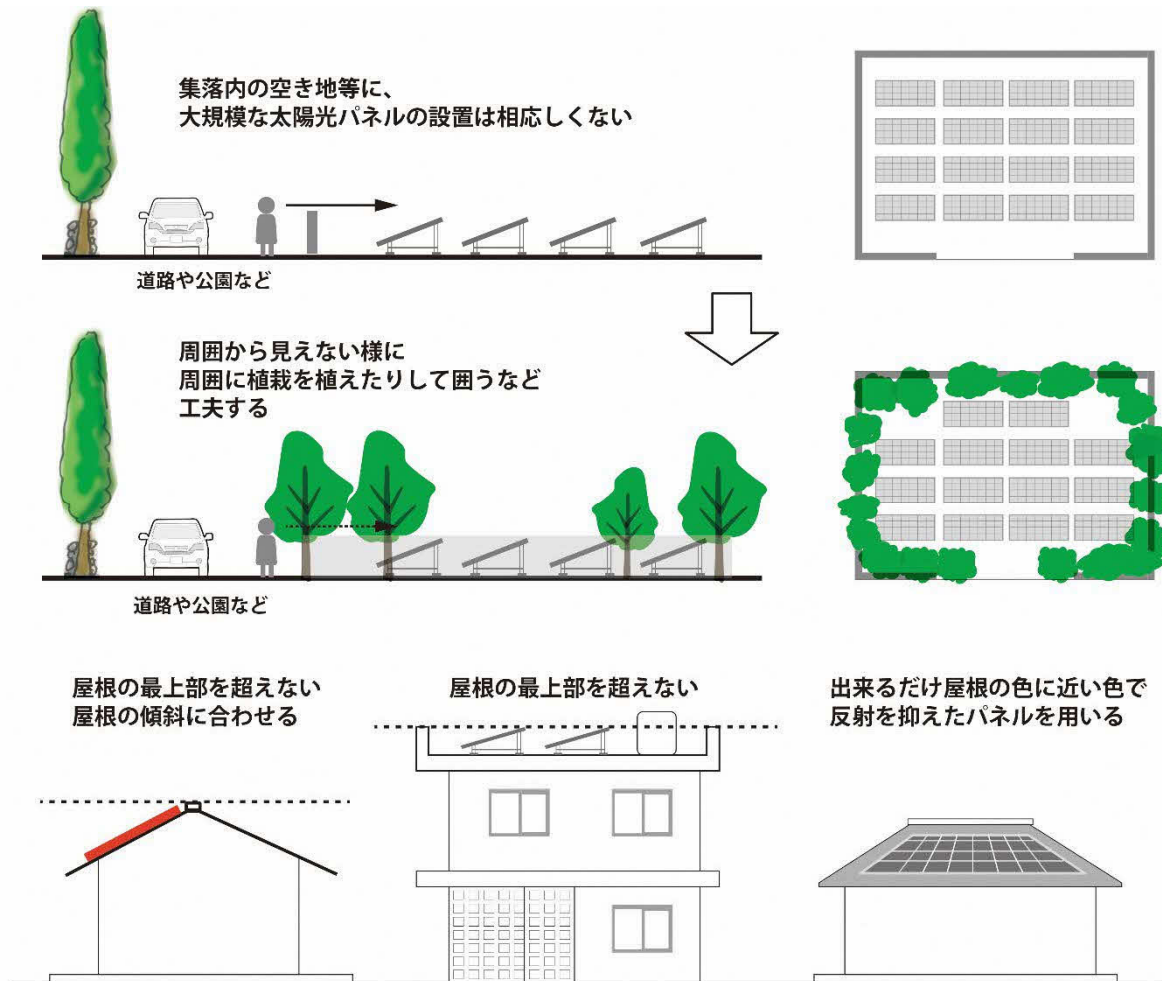 集落内の空き地等に、
大規模な太陽光パネルの設置は相応しくない
道路や公園など
周囲から見えない様に
周囲に植栽を植えたりして囲うなど
工夫する
道路や公園など
屋根の最上部を超えない
屋根の傾斜に合わせる
屋根の最上部を超えない
出来るだけ屋根の色に近い色で
反射を抑えたパネルを用いる